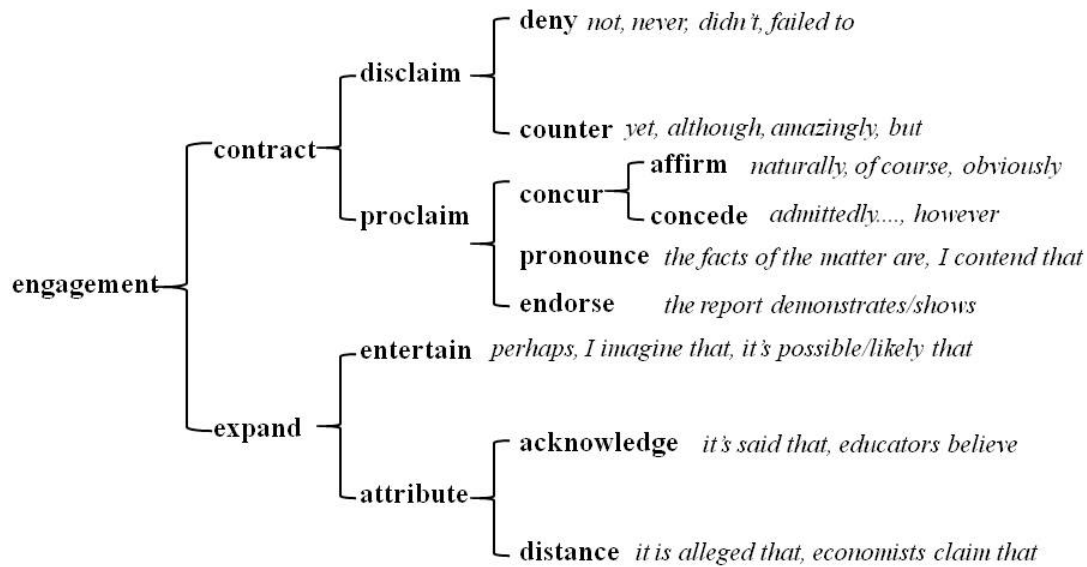 deny not, never, didn't, failed to
disclaim
counter yet, although, amazingly, but
contract
affirm naturally, of course, obviously
concur
concede admittedly...., however
proclaim
pronounce the facts of the matter are, I contend that
engagement
endorse the report demonstrates/shows
entertain perhaps, I imagine that, it's possible/likely that
expand
acknowledge it's said that, educators believe
attribute
distance it is alleged that, economists claim that